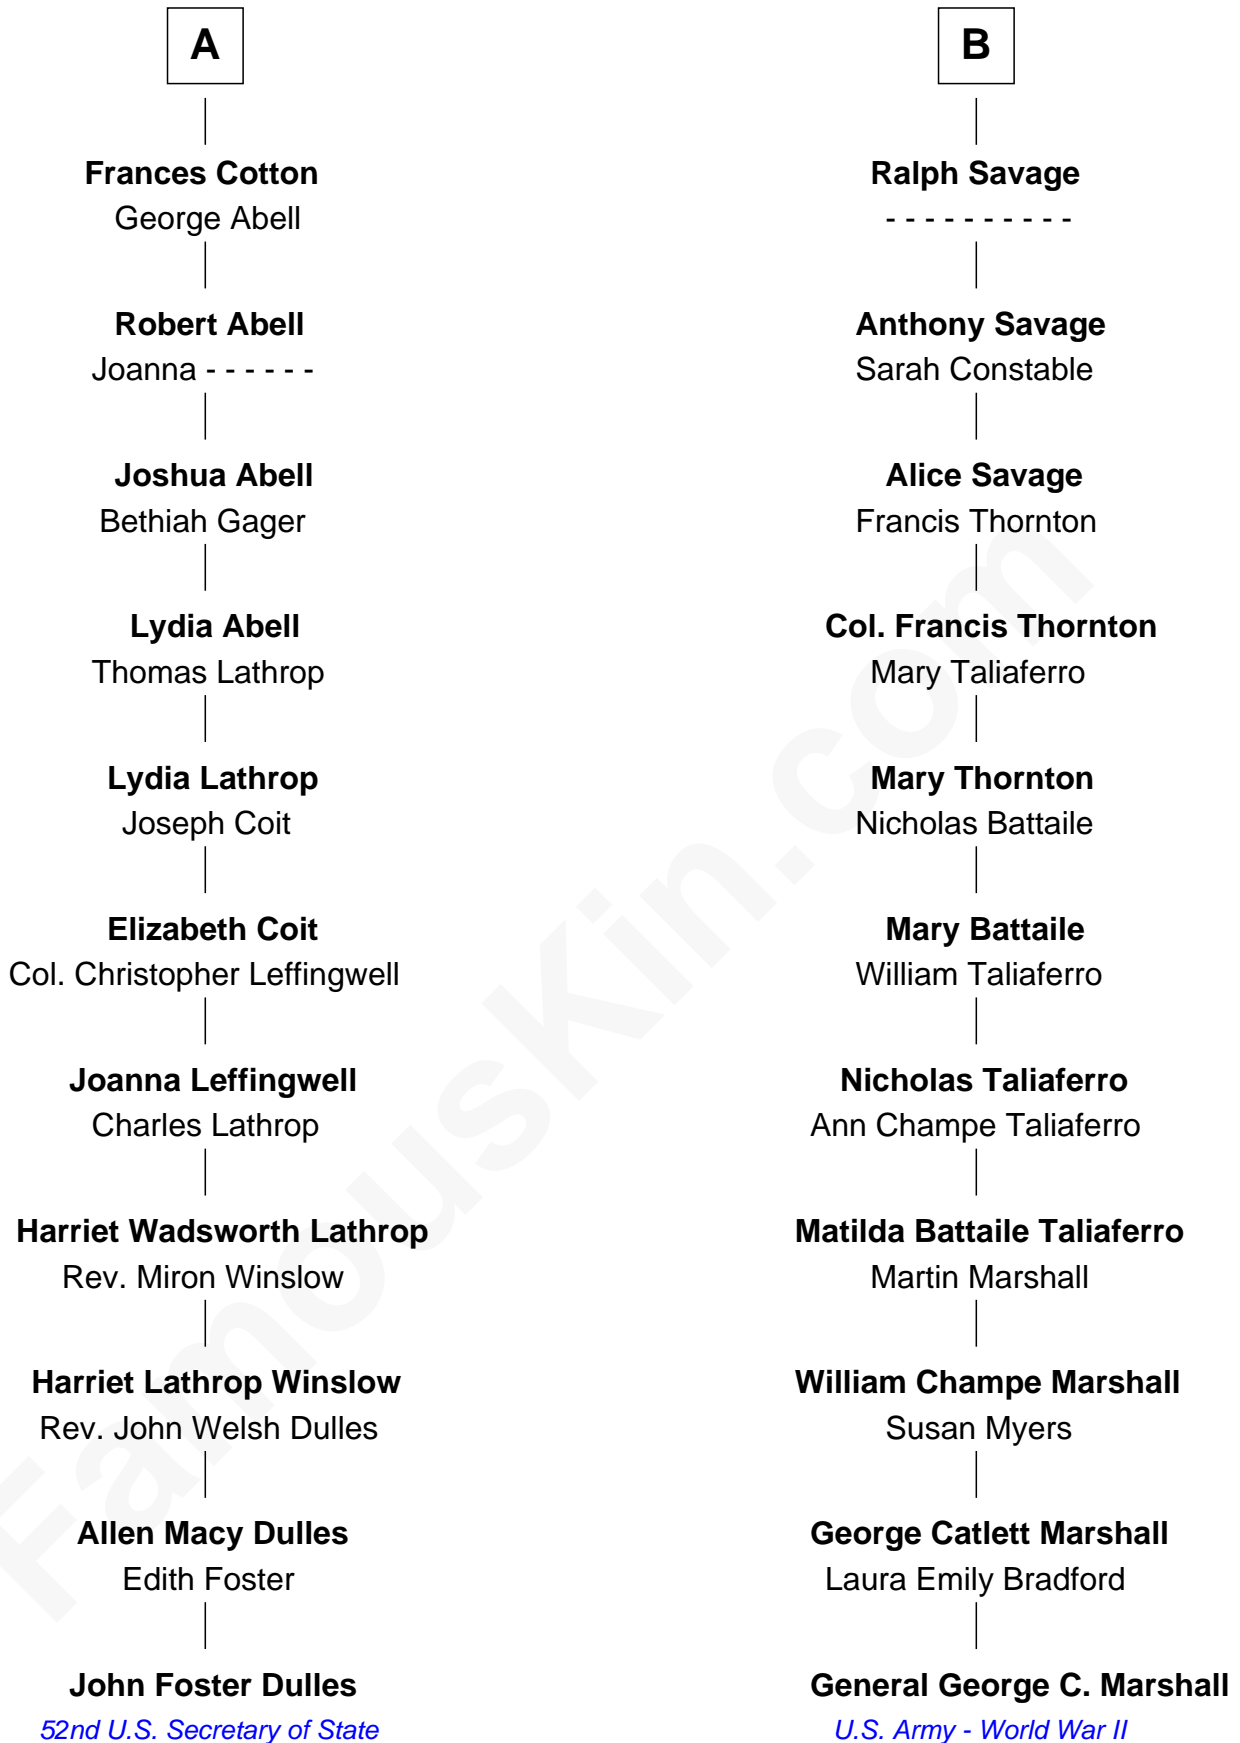 A
Frances Cotton
George Abell
Robert Abell
Joanna - - - - - -
Joshua Abell
Bethiah Gager
Lydia Abell
Thomas Lathrop
Lydia Lathrop
Joseph Coit
Elizabeth Coit
Col. Christopher Leffingwell
Joanna Leffingwell
Charles Lathrop
Harriet Wadsworth Lathrop
Rev. Miron Winslow
Harriet Lathrop Winslow
Rev. John Welsh Dulles
Allen Macy Dulles
Edith Foster
John Foster Dulles
52nd U.S. Secretary of State
B
Ralph Savage
- - - - - - - - - -
Anthony Savage
Sarah Constable
Alice Savage
Francis Thornton
Col. Francis Thornton
Mary Taliaferro
Mary Thornton
Nicholas Battaile
Mary Battaile
William Taliaferro
Nicholas Taliaferro
Ann Champe Taliaferro
Matilda Battaile Taliaferro
Martin Marshall
William Champe Marshall
Susan Myers
George Catlett Marshall
Laura Emily Bradford
General George C. Marshall
U.S. Army - World War II
FamousKin.com